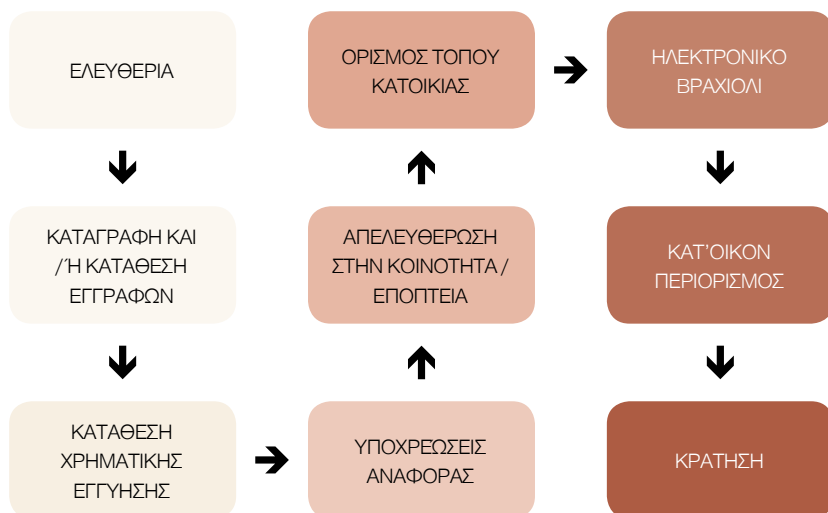 ΕΛΕΥΘΕΡΙΑ
ΚΑΤΑΓΡΑΦΗ ΚΑΙ
/Ή ΚΑΤΑΘΕΣΗ
ΕΓΓΡΑΦΩΝ
ΚΑΤΑΘΕΣΗ
ΧΡΗΜΑΤΙΚΗΣ
ΕΓΓΥΗΣΗΣ
ΥΠΟΧΡΕΩΣΕΙΣ
ΑΝΑΦΟΡΑΣ
ΑΠΕΛΕΥΘΕΡΩΣΗ
ΣΤΗΝ ΚΟΙΝΟΤΗΤΑ /
ΕΠΟΠΤΕΙΑ
ΟΡΙΣΜΟΣ ΤΟΠΟΥ
ΚΑΤΟΙΚΙΑΣ
ΗΛΕΚΤΡΟΝΙΚΟ
ΒΡΑΧΙΟΛΙ
ΚΑΤ’ΟΙΚΟΝ
ΠΕΡΙΟΡΙΣΜΟΣ
ΚΡΑΤΗΣΗ